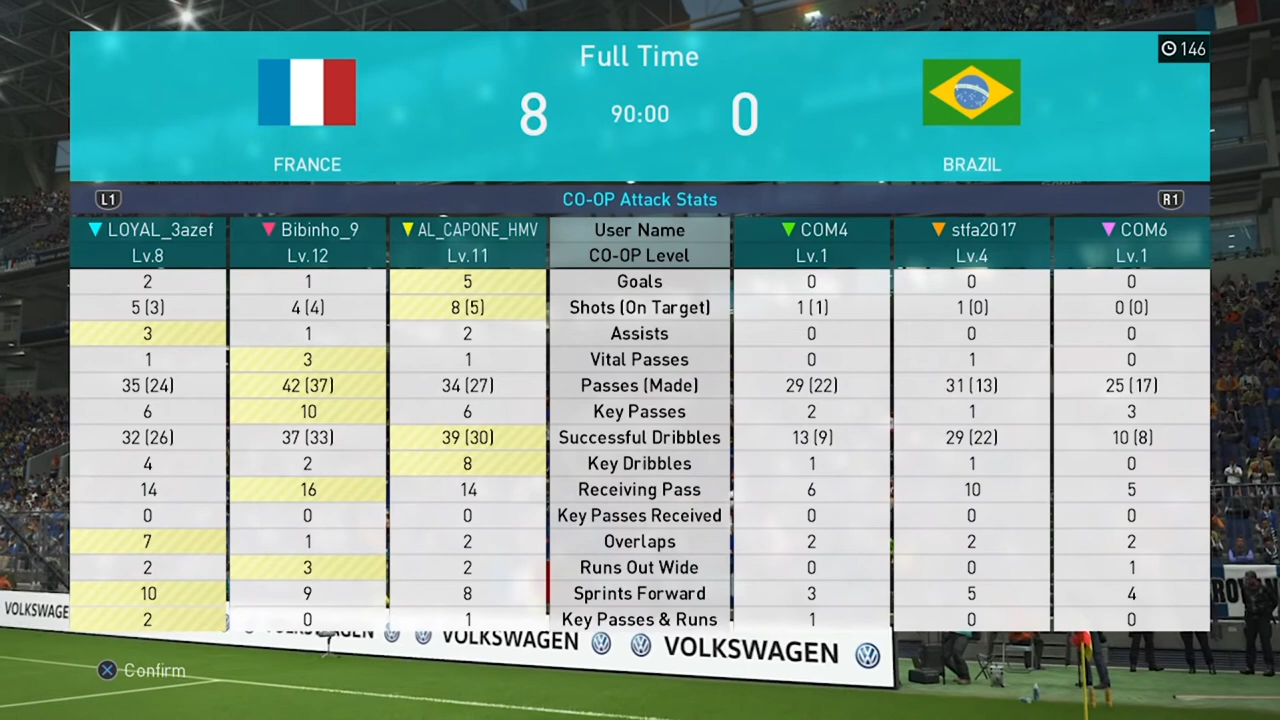 Full Time
146
8 90:00 0
FRANCE BRAZIL
L1 CO-OP Attack Stats R1
LOYAL_3azef Bibinho_9 AL_CAPONE_HMV User Name COM4 stfa2017 COM6
Lv.8 Lv.12 Lv.11 CO-OP Level Lv.1 Lv.4 Lv.1
2 1 5 Goals 0 0 0
5 (3) 4 (4) 8 (5) Shots (On Target) 1 (1) 1 (0) 0 (0)
3 1 2 Assists 0 0 0
1 3 1 Vital Passes 0 1 0
35 (24) 42 (37) 34 (27) Passes (Made) 29 (22) 31 (13) 25 (17)
6 10 6 Key Passes 2 1 3
32 (26) 37 (33) 39 (30) Successful Dribbles 13 (9) 29 (22) 10 (8)
4 2 8 Key Dribbles 1 1 0
14 16 14 Receiving Pass 6 10 5
0 0 0 Key Passes Received 0 0 0
7 1 2 Overlaps 2 2 2
2 3 2 Runs Out Wide 0 0 1
10 9 8 Sprints Forward 3 5 4
2 0 1 Key Passes & Runs 1 0 0
VOLKSWAGE VOLKSWAGEN VOLKSWAGEN
Confirm